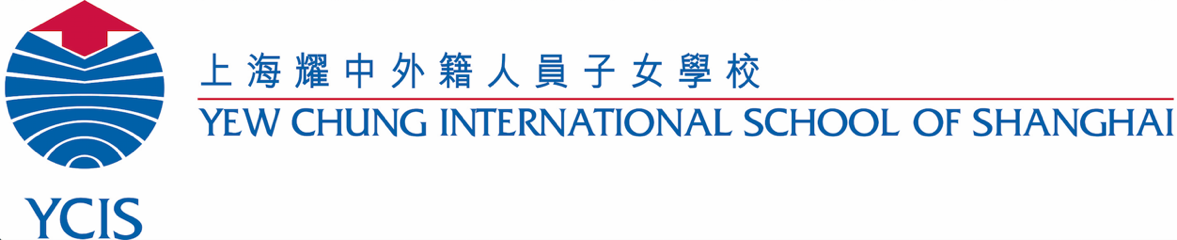 上海耀中外籍人員子女學校
YEW CHUNG INTERNATIONAL SCHOOL OF SHANGHAI
YCIS